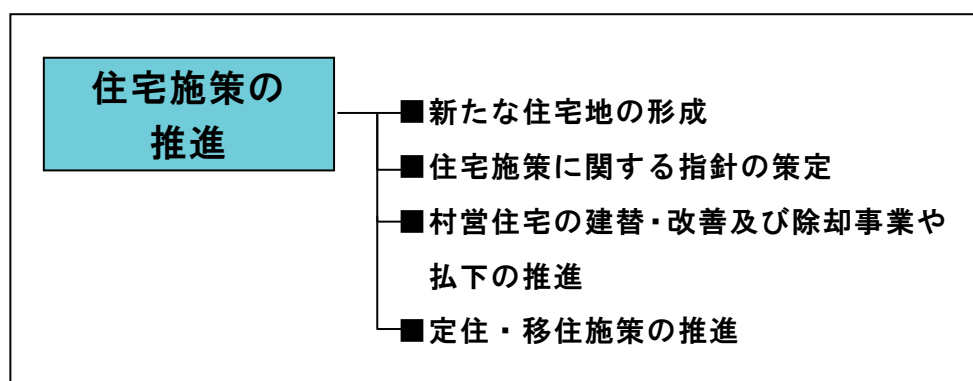 住宅施策の
推進
■新たな住宅地の形成
■住宅施策に関する指針の策定
■村営住宅の建替・改善及び除却事業や
払下の推進
■定住・移住施策の推進